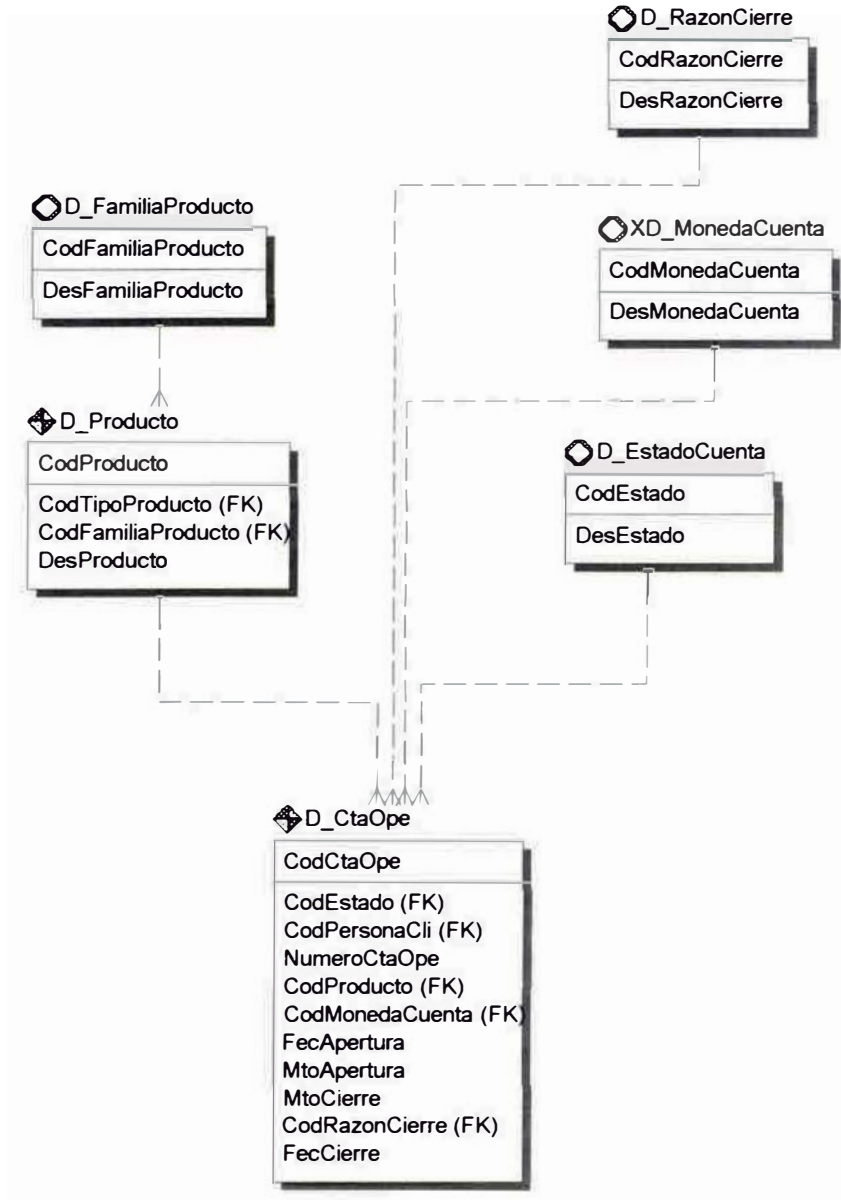 D_RazonCierre
CodRazonCierre
DesRazonCierre
D_FamiliaProducto
CodFamiliaProducto
DesFamiliaProducto
XD_MonedaCuenta
CodMonedaCuenta
DesMonedaCuenta
D_Producto
CodProducto
CodTipoProducto (FK)
CodFamiliaProducto (FK)
DesProducto
D_EstadoCuenta
CodEstado
DesEstado
D_CtaOpe
CodCtaOpe
CodEstado (FK)
CodPersonaCli (FK)
NumeroCtaOpe
CodProducto (FK)
CodMonedaCuenta (FK)
FecApertura
MtoApertura
MtoCierre
CodRazonCierre (FK)
FecCierre